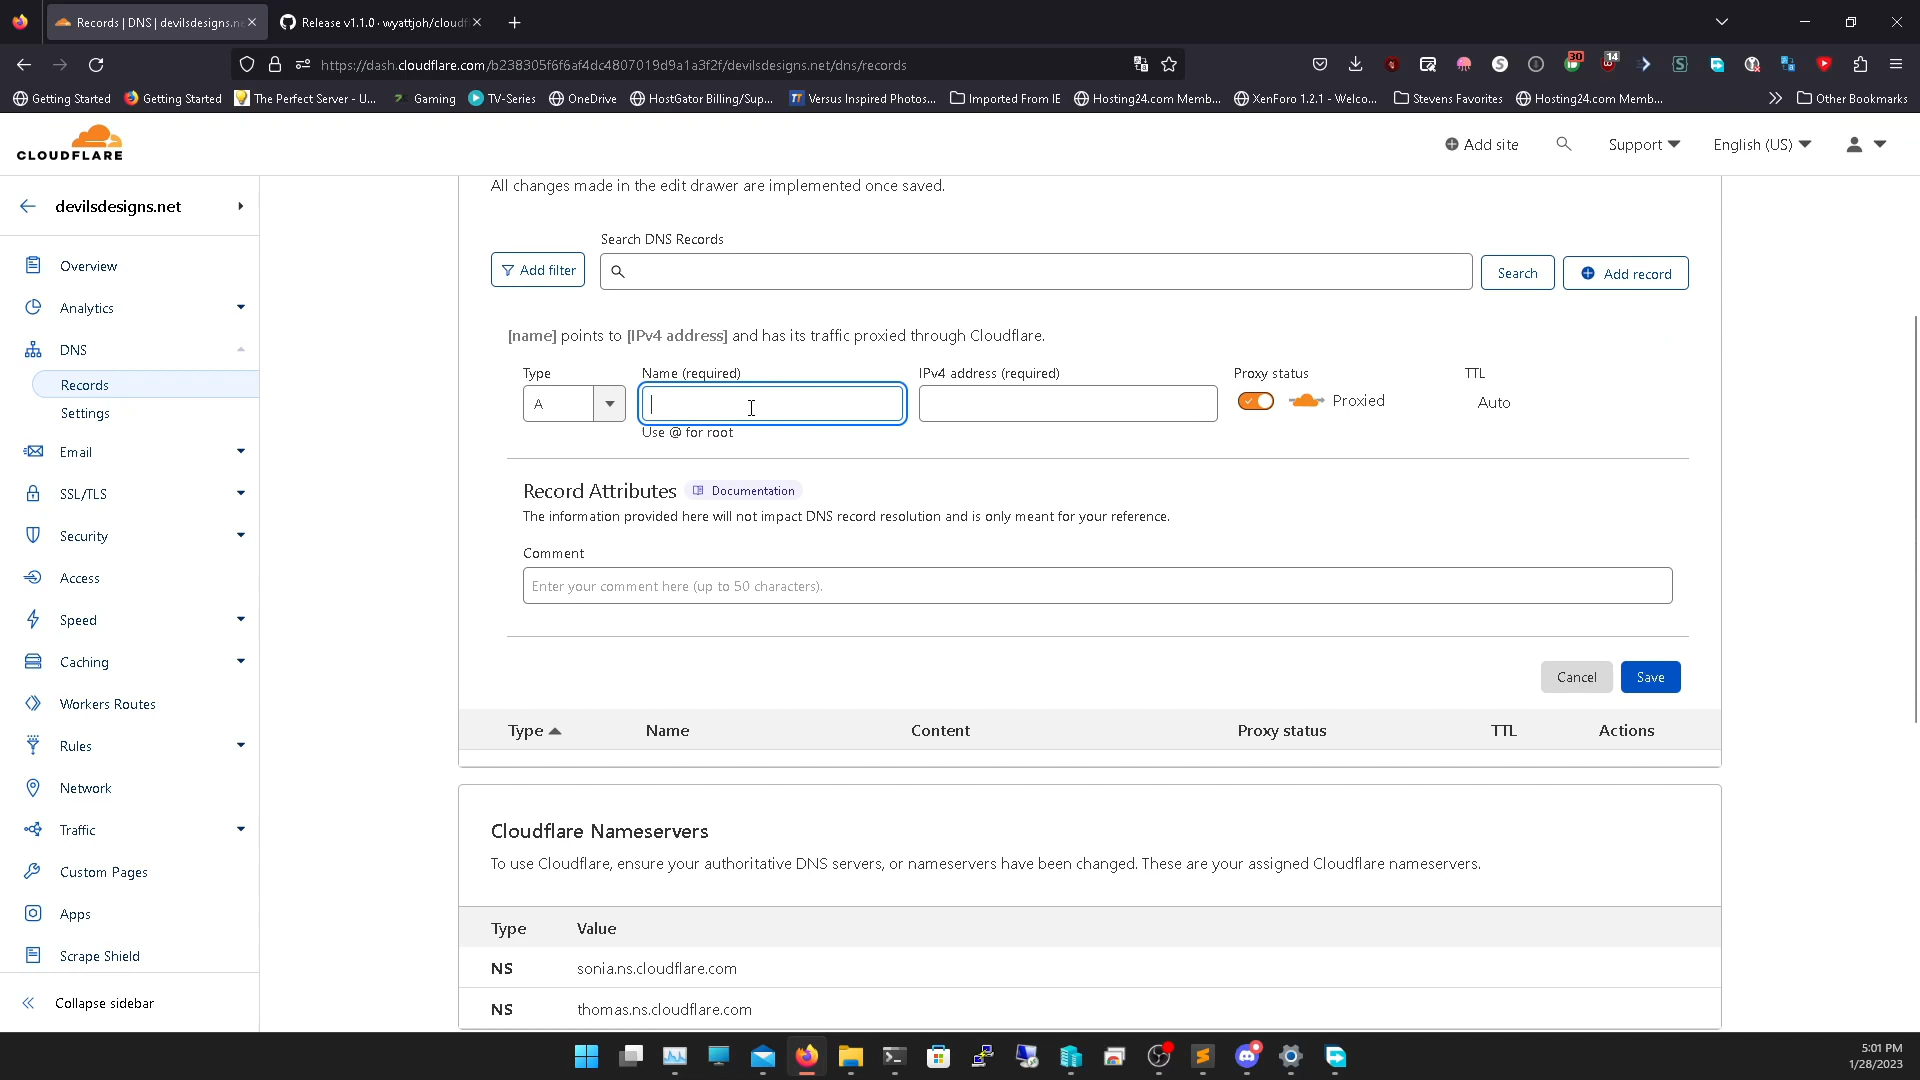 Records | DNS | devilsdesigns.n
Release v1.1.0 · wyattjoh/cloudf
https://dash.cloudflare.com/b238305f6f6af4dc4807019d9a1a3f2f/devilsdesigns.net/dns/records
30
14
Getting Started
Getting Started
The Perfect Server - U...
Gaming
TV-Series
OneDrive
HostGator Billing/Sup...
Versus Inspired Photos...
Imported From IE
Hosting24.com Memb...
XenForo 1.2.1 - Welco...
Stevens Favorites
Hosting24.com Memb...
Other Bookmarks
CLOUDFLARE
Add site
Support
English (US)
devilsdesigns.net
Overview
Analytics
DNS
Records
Settings
Email
SSL/TLS
Security
Access
Speed
Caching
Workers Routes
Rules
Network
Traffic
Custom Pages
Apps
Scrape Shield
Collapse sidebar
All changes made in the edit drawer are implemented once saved.
Search DNS Records
Add filter
Search
Add record
[name] points to [IPv4 address] and has its traffic proxied through Cloudflare.
Type Name (required) IPv4 address (required) Proxy status TTL
A Proxied Auto
Use @ for root
Record Attributes Documentation
The information provided here will not impact DNS record resolution and is only meant for your reference.
Comment
Enter your comment here (up to 50 characters).
Cancel Save
Type Name Content Proxy status TTL Actions
Cloudflare Nameservers
To use Cloudflare, ensure your authoritative DNS servers, or nameservers have been changed. These are your assigned Cloudflare nameservers.
Type Value
NS sonia.ns.cloudflare.com
NS thomas.ns.cloudflare.com
5:01 PM
1/28/2023